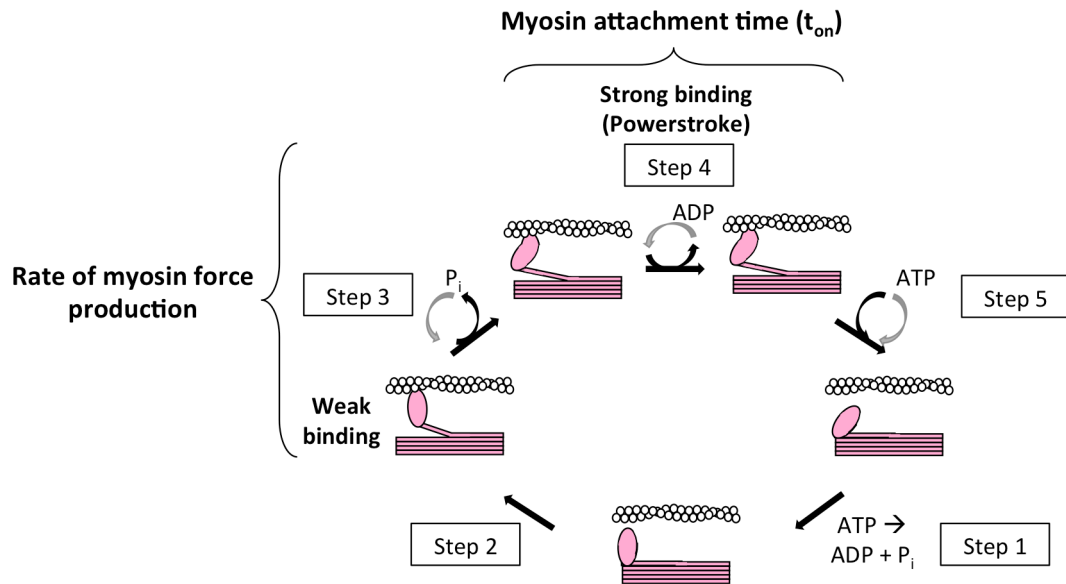 Myosin attachment time (tₒₙ)
Strong binding
(Powerstroke)
Step 4
ADP
Rate of myosin force
production
Step 3
Pᵢ
ATP
Step 5
Weak
binding
Step 2
ATP →
ADP + Pᵢ
Step 1